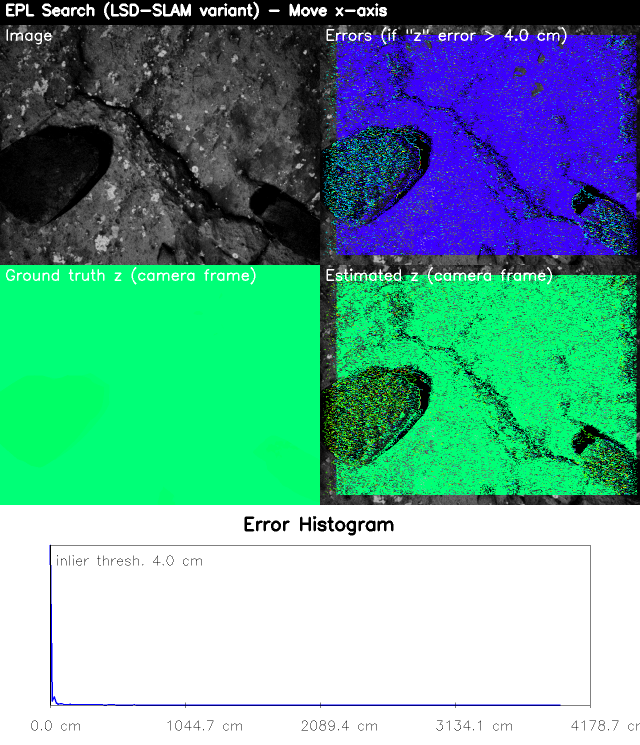 EPL Search (LSD-SLAM variant) - Move x-axis
Image
Errors (if "z" error > 4.0 cm)
Ground truth z (camera frame)
Estimated z (camera frame)
Error Histogram
inlier thresh. 4.0 cm
0.0 cm
1044.7 cm
2089.4 cm
3134.1 cm
4178.7 cm